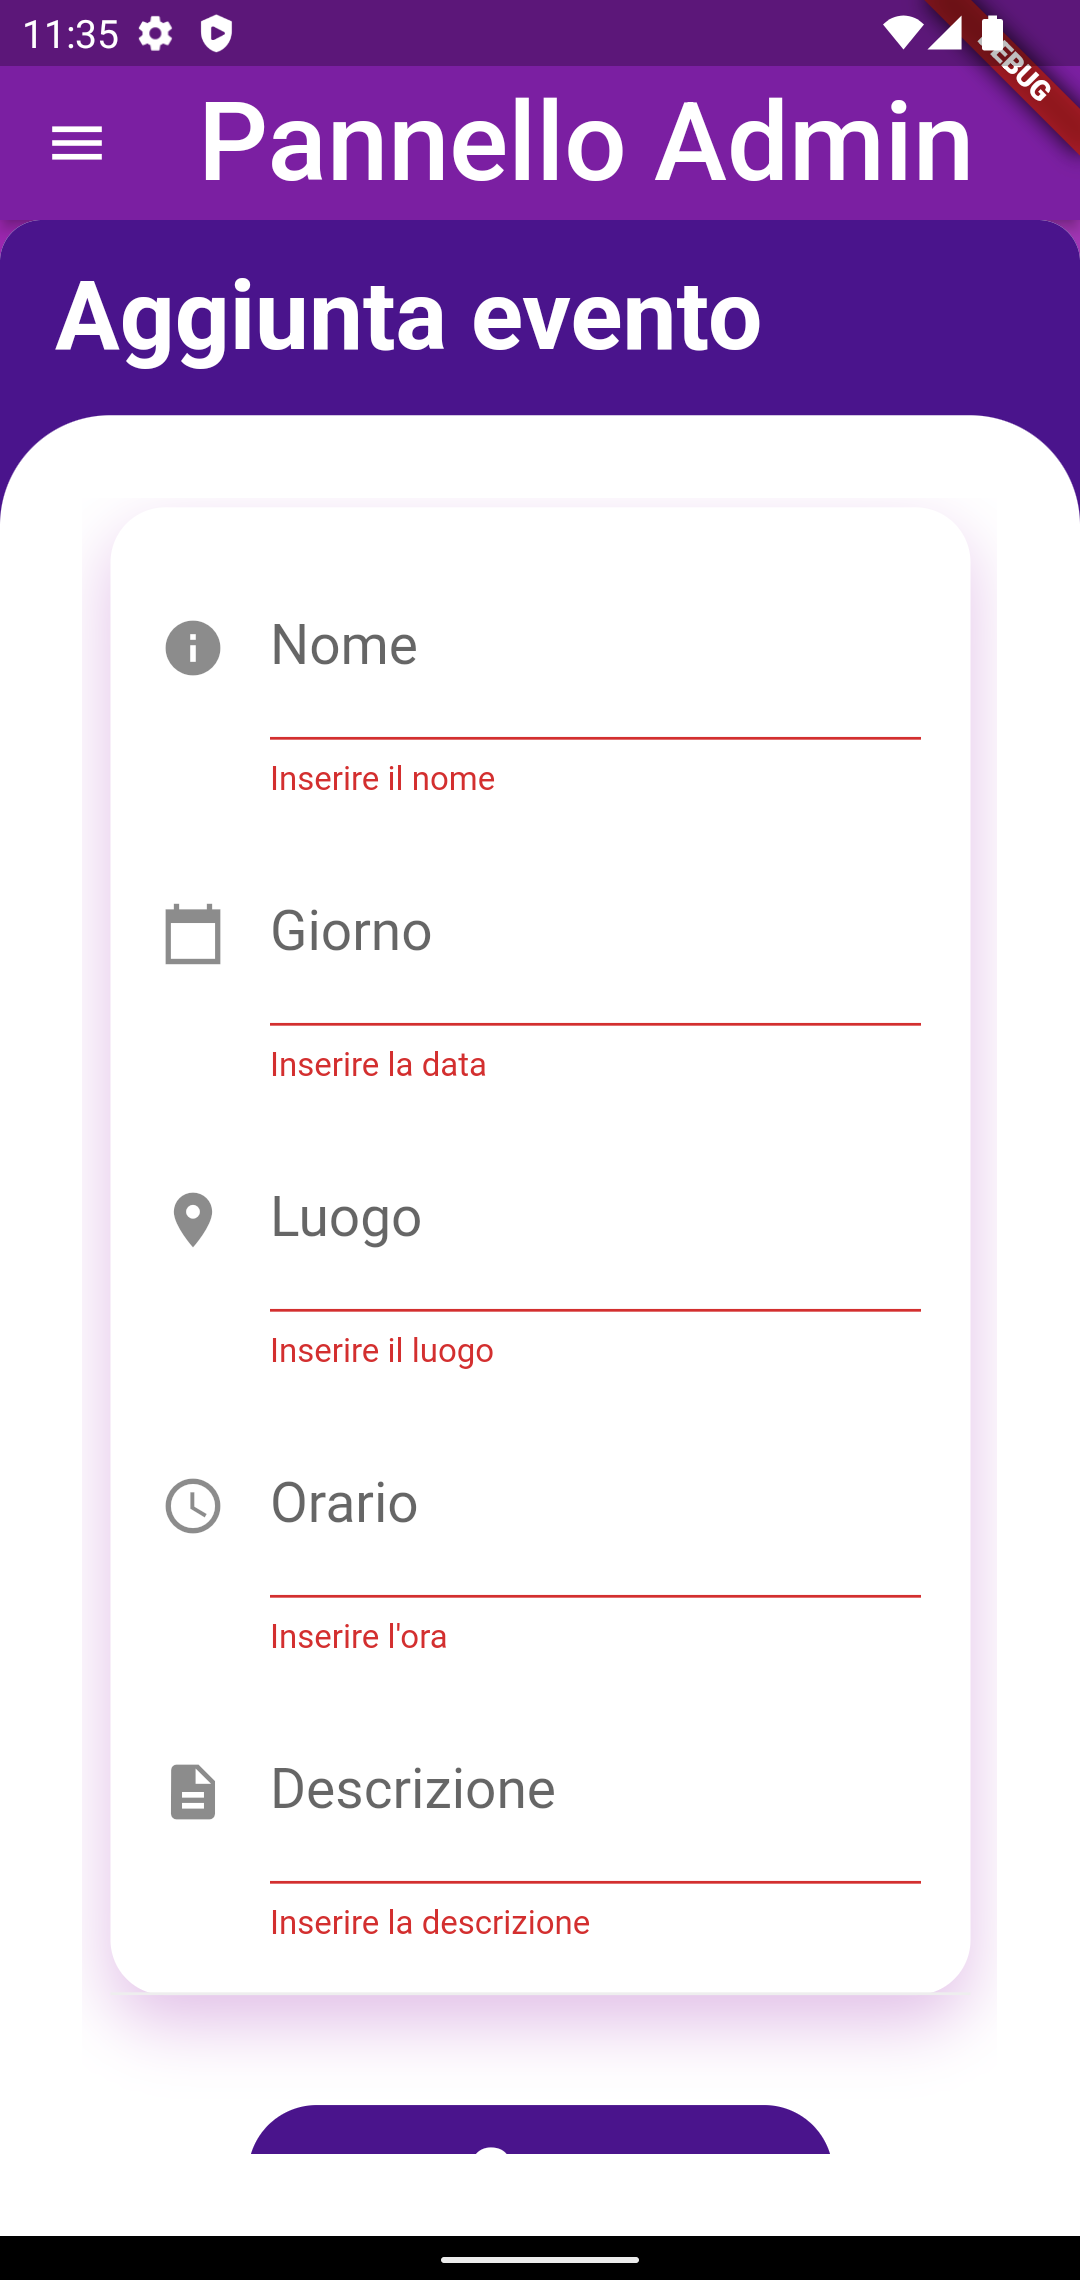 11:35
Pannello Admin
Aggiunta evento
Nome
Inserire il nome
Giorno
Inserire la data
Luogo
Inserire il luogo
Orario
Inserire l'ora
Descrizione
Inserire la descrizione